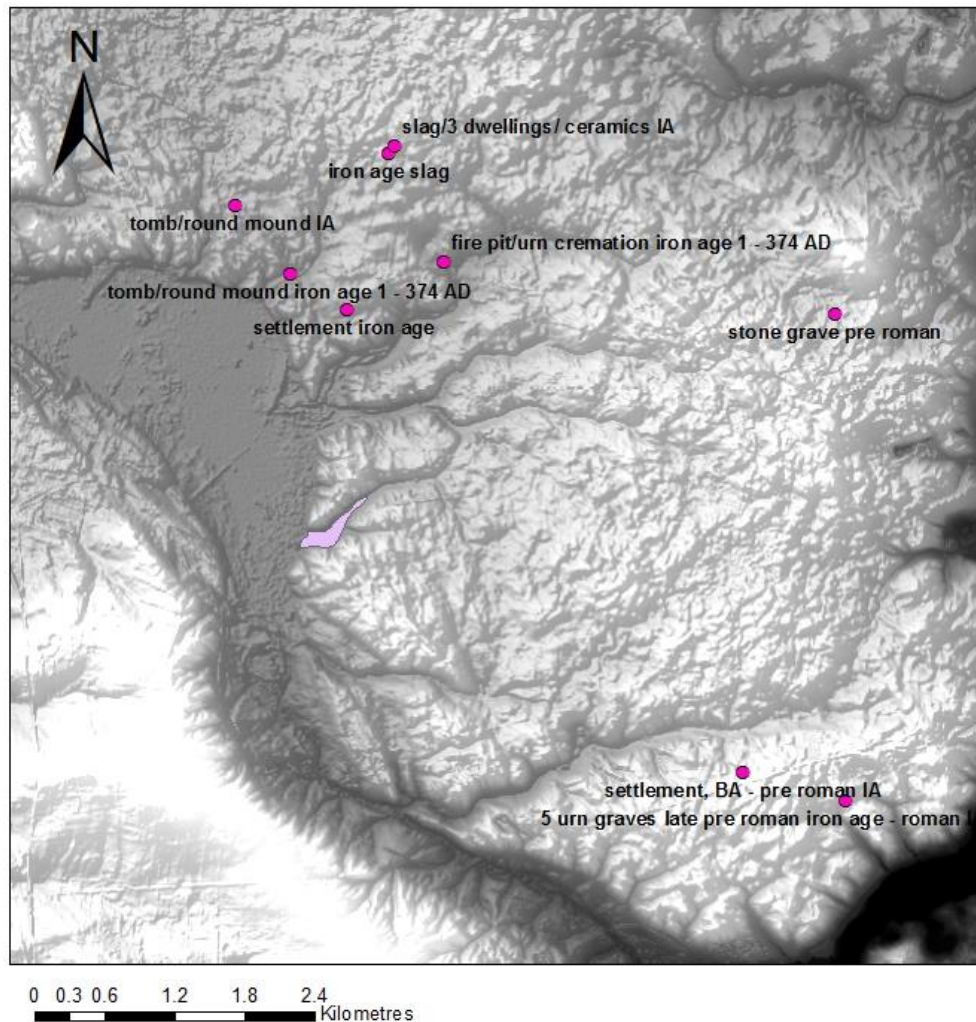 N
slag/3 dwellings/ ceramics IA
iron age slag
tomb/round mound IA
fire pit/urn cremation iron age 1 - 374 AD
tomb/round mound iron age 1 - 374 AD
settlement iron age
stone grave pre roman
settlement, BA - pre roman IA
5 urn graves late pre roman iron age - roman I
0 0.3 0.6 1.2 1.8 2.4
Kilometres